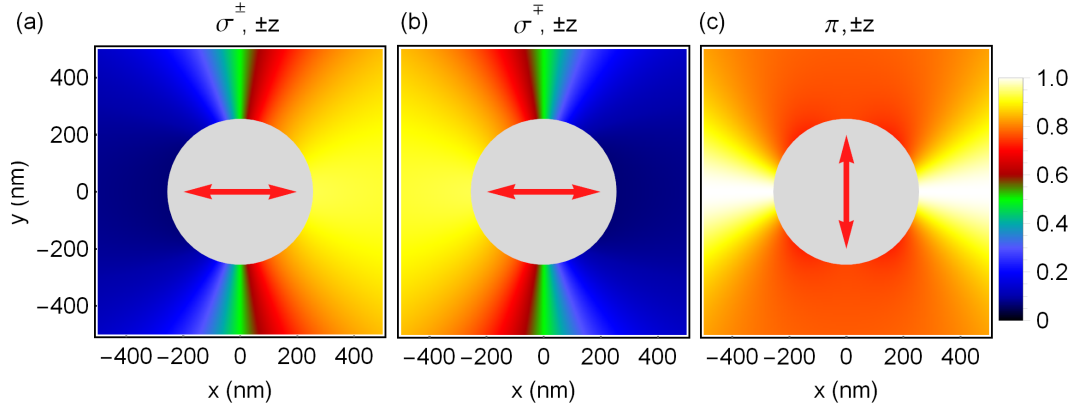 (a) σ±, ±z
(b) σ∓, ±z
(c) π, ±z
y (nm)
400
200
0
−200
−400
−400 −200 0 200 400
x (nm)
−400 −200 0 200 400
x (nm)
−400 −200 0 200 400
x (nm)
1.0
0.8
0.6
0.4
0.2
0